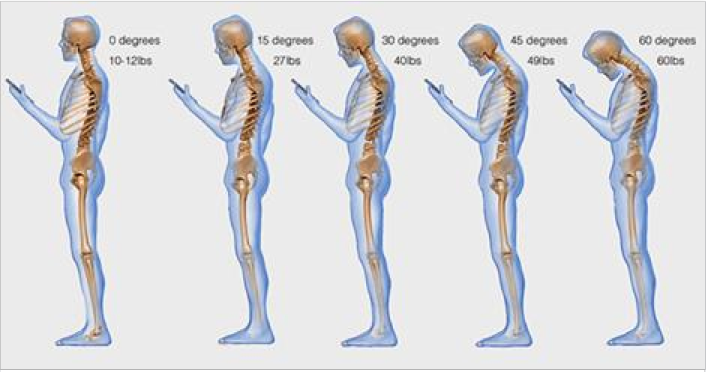 0 degrees
10-12lbs
15 degrees
27lbs
30 degrees
40lbs
45 degrees
49lbs
60 degrees
60lbs